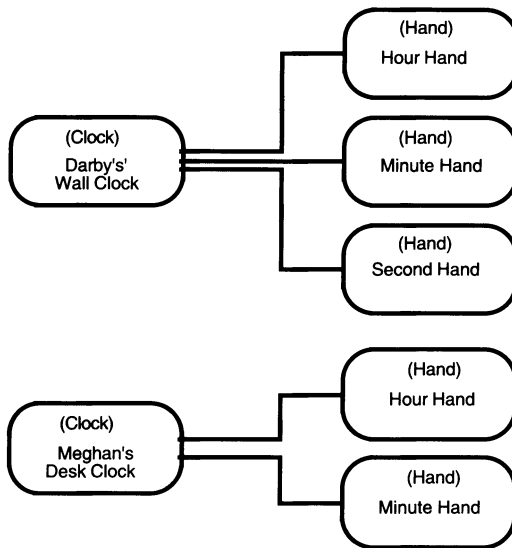 (Hand)
Hour Hand
(Clock)
Darby's'
Wall Clock
(Hand)
Minute Hand
(Hand)
Second Hand
(Hand)
Hour Hand
(Clock)
Meghan's
Desk Clock
(Hand)
Minute Hand